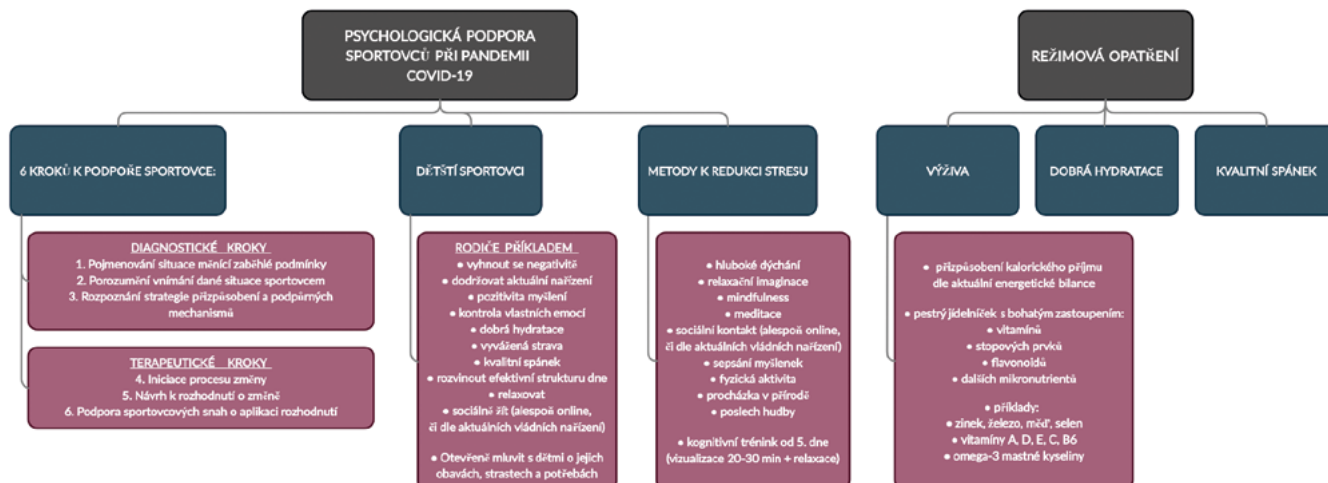 PSYCHOLOGICKÁ PODPORA
SPORTOVCŮ PŘI PANDEMII
COVID-19
REŽIMOVÁ OPATŘENÍ
6 KROKŮ K PODPOŘE SPORTOVCE:
DĚTŠTÍ SPORTOVCI
METODY K REDUKCI STRESU
VÝŽIVA
DOBRÁ HYDRATACE
KVALITNÍ SPÁNEK
DIAGNOSTICKÉ KROKY
1. Pojmenování situace měnící zaběhlé podmínky
2. Porozumění vnímání dané situace sportovcem
3. Rozpoznání strategie přizpůsobení a podpůrných
mechanismů
TERAPEUTICKÉ KROKY
4. Iniciace procesu změny
5. Návrh k rozhodnutí o změně
6. Podpora sportovcových snah o aplikaci rozhodnutí
RODIČE PŘÍKLADEM
• vyhnout se negativitě
• dodržovat aktuální nařízení
• pozitivita myšlení
• kontrola vlastních emocí
• dobrá hydratace
• vyvážená strava
• kvalitní spánek
• rozvinout efektivní strukturu dne
• relaxovat
• sociálně žít (alespoň online,
či dle aktuálních vládních nařízení)
• Otevřeně mluvit s dětmi o jejich
obavách, strastech a potřebách
• hluboké dýchání
• relaxační imaginace
• mindfulness
• meditace
• sociální kontakt (alespoň online,
či dle aktuálních vládních nařízení)
• sepsání myšlenek
• fyzická aktivita
• procházka v přírodě
• poslech hudby
• kognitivní trénink od 5. dne
(vizualizace 20-30 min + relaxace)
• přizpůsobení kalorického příjmu
dle aktuální energetické bilance
• pestrý jídelníček s bohatým zastoupením:
• vitamínů
• stopových prvků
• flavonoidů
• dalších mikronutrientů
• příklady:
• zinek, železo, měď, selen
• vitamíny A, D, E, C, B6
• omega-3 mastné kyseliny